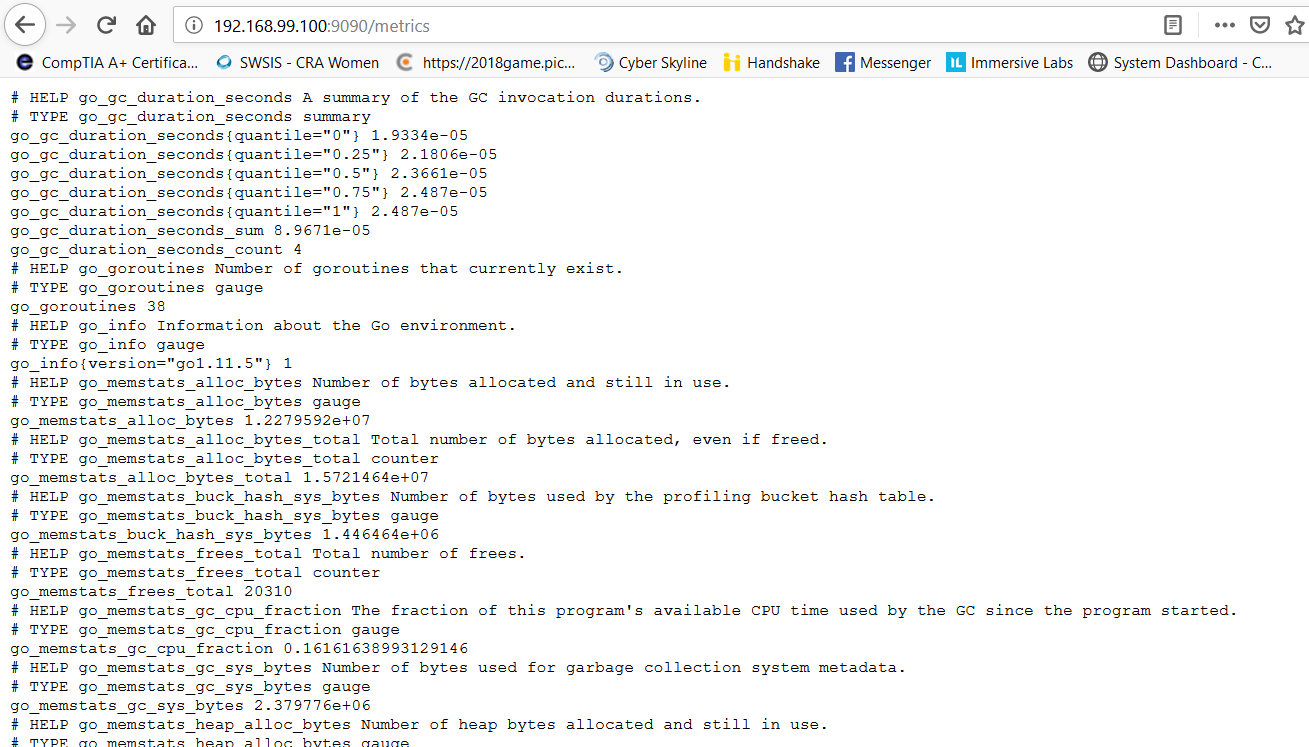 192.168.99.100:9090/metrics
CompTIA A+ Certifica... SWSIS - CRA Women https://2018game.pic... Cyber Skyline Handshake Messenger Immersive Labs System Dashboard - C...
# HELP go_gc_duration_seconds A summary of the GC invocation durations.
# TYPE go_gc_duration_seconds summary
go_gc_duration_seconds{quantile="0"} 1.9334e-05
go_gc_duration_seconds{quantile="0.25"} 2.1806e-05
go_gc_duration_seconds{quantile="0.5"} 2.3661e-05
go_gc_duration_seconds{quantile="0.75"} 2.487e-05
go_gc_duration_seconds{quantile="1"} 2.487e-05
go_gc_duration_seconds_sum 8.9671e-05
go_gc_duration_seconds_count 4
# HELP go_goroutines Number of goroutines that currently exist.
# TYPE go_goroutines gauge
go_goroutines 38
# HELP go_info Information about the Go environment.
# TYPE go_info gauge
go_info{version="go1.11.5"} 1
# HELP go_memstats_alloc_bytes Number of bytes allocated and still in use.
# TYPE go_memstats_alloc_bytes gauge
go_memstats_alloc_bytes 1.2279592e+07
# HELP go_memstats_alloc_bytes_total Total number of bytes allocated, even if freed.
# TYPE go_memstats_alloc_bytes_total counter
go_memstats_alloc_bytes_total 1.5721464e+07
# HELP go_memstats_buck_hash_sys_bytes Number of bytes used by the profiling bucket hash table.
# TYPE go_memstats_buck_hash_sys_bytes gauge
go_memstats_buck_hash_sys_bytes 1.446464e+06
# HELP go_memstats_frees_total Total number of frees.
# TYPE go_memstats_frees_total counter
go_memstats_frees_total 20310
# HELP go_memstats_gc_cpu_fraction The fraction of this program's available CPU time used by the GC since the program started.
# TYPE go_memstats_gc_cpu_fraction gauge
go_memstats_gc_cpu_fraction 0.16161638993129146
# HELP go_memstats_gc_sys_bytes Number of bytes used for garbage collection system metadata.
# TYPE go_memstats_gc_sys_bytes gauge
go_memstats_gc_sys_bytes 2.379776e+06
# HELP go_memstats_heap_alloc_bytes Number of heap bytes allocated and still in use.
# TYPE go_memstats_heap_alloc_bytes gauge